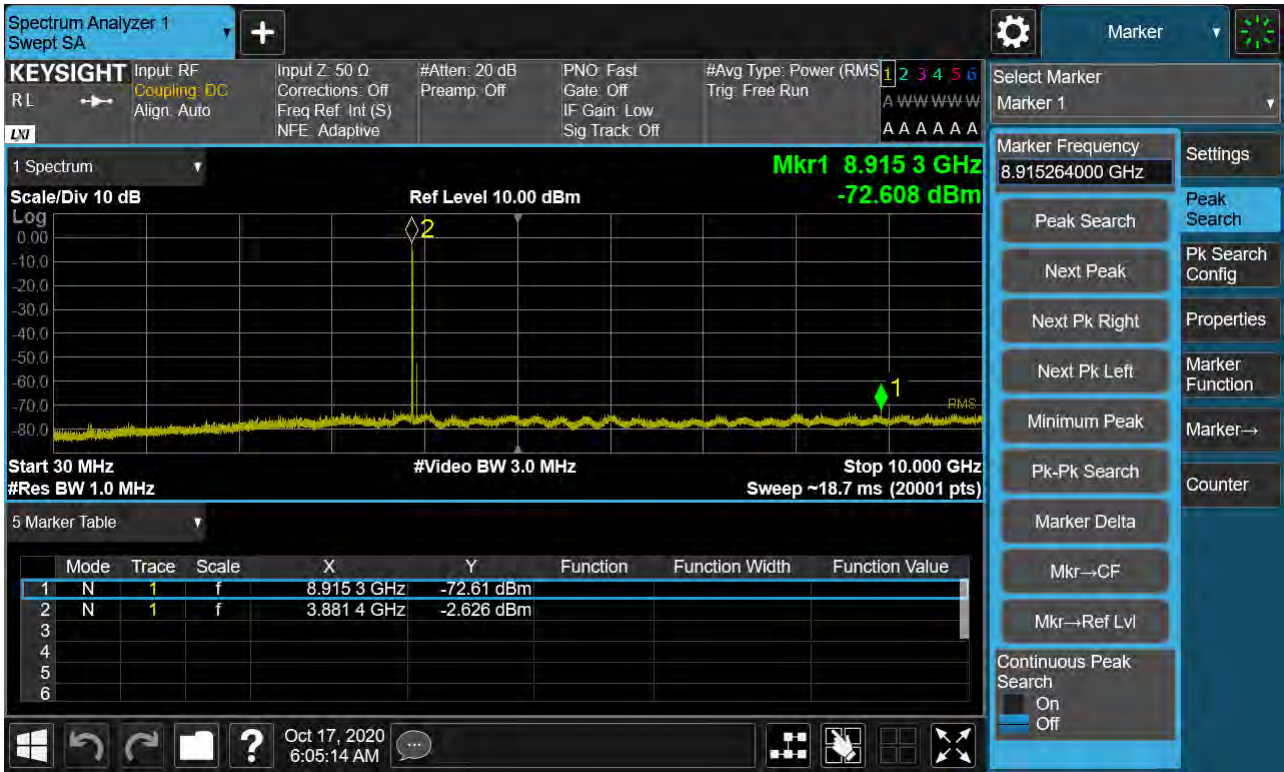 Spectrum Analyzer 1
Swept SA
Marker
KEYSIGHT
RL
LXI
Input: RF
Coupling: DC
Align: Auto
Input Z: 50 Ω
Corrections: Off
Freq Ref: Int (S)
NFE: Adaptive
#Atten: 20 dB
Preamp: Off
PNO: Fast
Gate: Off
IF Gain: Low
Sig Track: Off
#Avg Type: Power (RMS
Trig: Free Run
1 2 3 4 5 6
A W W W W W
A A A A A A
Select Marker
Marker 1
1 Spectrum
Mkr1 8.915 3 GHz
-72.608 dBm
Scale/Div 10 dB
Ref Level 10.00 dBm
Log
0.00
-10.0
-20.0
-30.0
-40.0
-50.0
-60.0
-70.0
-80.0
2
1
RMS
Start 30 MHz
#Video BW 3.0 MHz
Stop 10.000 GHz
#Res BW 1.0 MHz
Sweep ~18.7 ms (20001 pts)
5 Marker Table
Mode Trace Scale X Y Function Function Width Function Value
1 N 1 f 8.915 3 GHz -72.61 dBm
2 N 1 f 3.881 4 GHz -2.626 dBm
3
4
5
6
Marker Frequency
8.915264000 GHz
Peak Search
Next Peak
Next Pk Right
Next Pk Left
Minimum Peak
Pk-Pk Search
Marker Delta
Mkr→CF
Mkr→Ref Lvl
Continuous Peak
Search
On
Off
Settings
Peak
Search
Pk Search
Config
Properties
Marker
Function
Marker→
Counter
?
Oct 17, 2020
6:05:14 AM